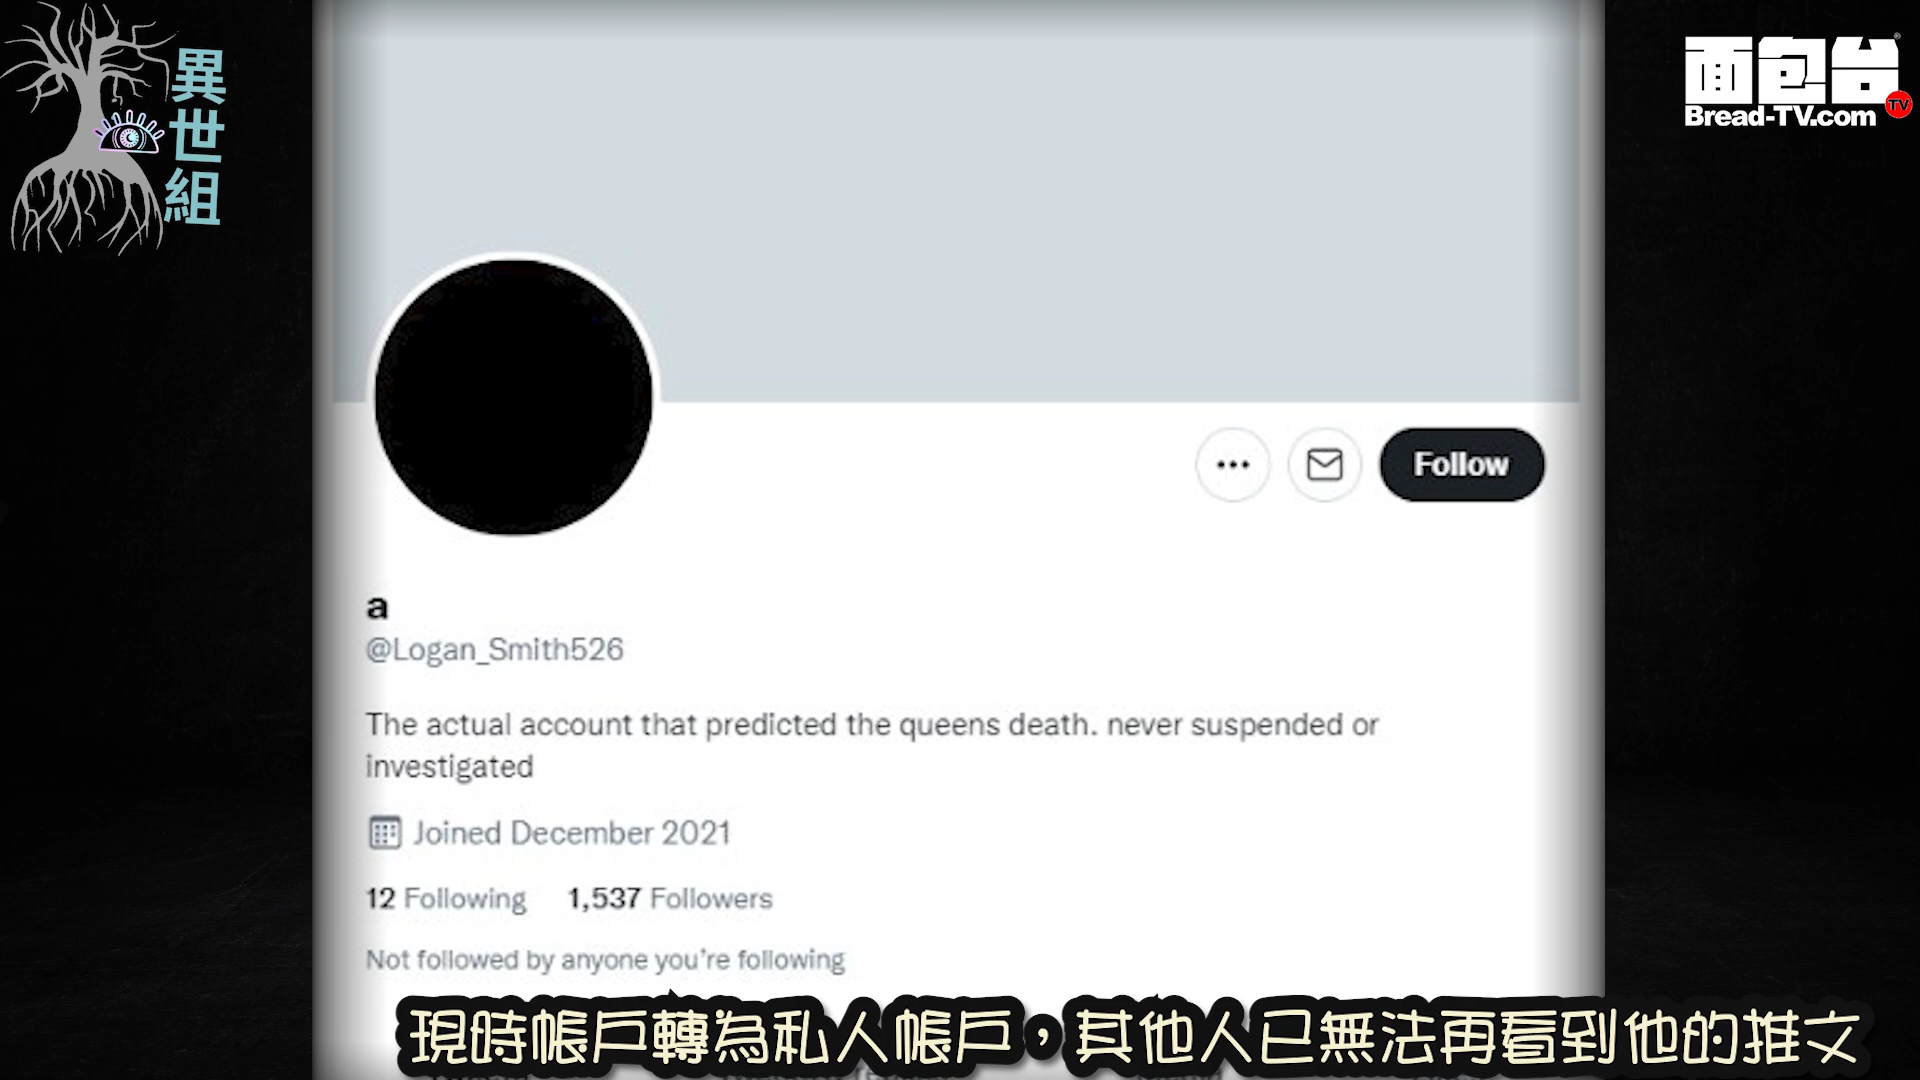 異世組
面包台
Bread-TV.com
TV
Follow
a
@Logan_Smith526
The actual account that predicted the queens death. never suspended or
investigated
Joined December 2021
12 Following 1,537 Followers
Not followed by anyone you're following
現時帳戶轉為私人帳戶，其他人已無法再看到他的推文